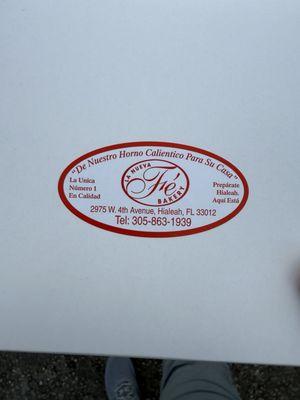 "De Nuestro Horno Calientico Para Su Casa"
La Unica
Número 1
En Calidad
LA NUEVA
Fé
BAKERY
Prepárate
Hialeah.
Aquí Está
2975 W. 4th Avenue, Hialeah, FL 33012
Tel: 305-863-1939